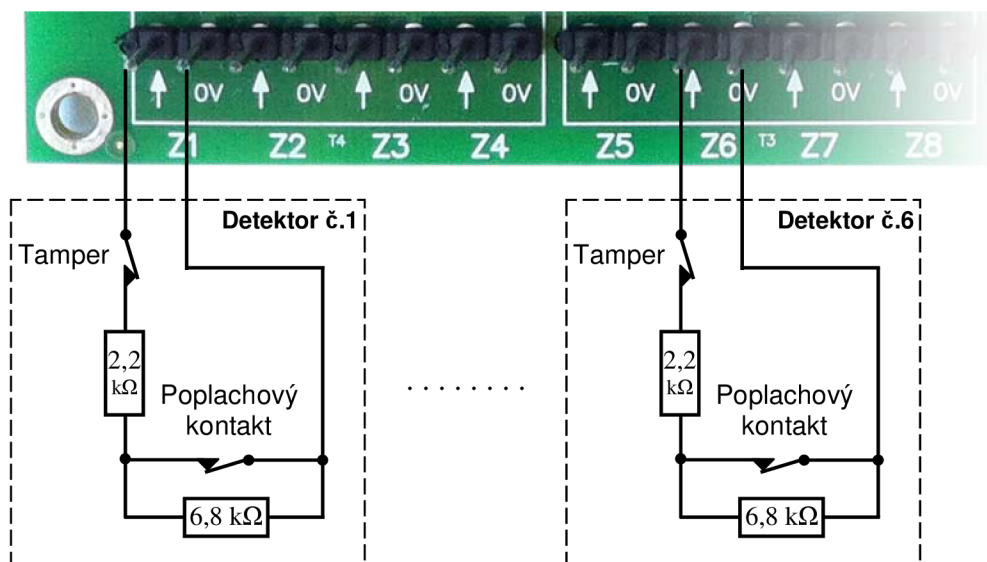 0V 0V 0V 0V 0V 0V 0V
Z1 Z2 T4 Z3 Z4 Z5 Z6 T3 Z7 Z8
Detektor č.1
Tamper
2,2
kΩ
Poplachový
kontakt
6,8 kΩ
. . . . . . . .
Detektor č.6
Tamper
2,2
kΩ
Poplachový
kontakt
6,8 kΩ